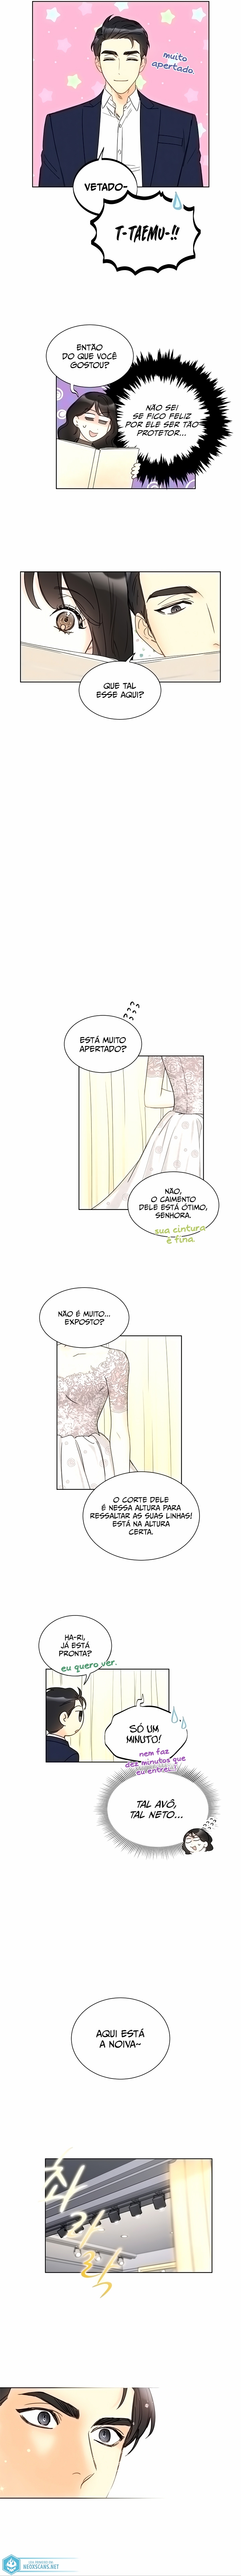 muito
apertado
VETADO-
T-TAEMU-!!
ENTÃO
DO QUE VOCÊ
GOSTOU?
NÃO SEI
SE FICO FELIZ
POR ELE SER TÃO
PROTETOR...
QUE TAL
ESSE AQUI?
ESTÁ MUITO
APERTADO?
NÃO,
O CAIMENTO
DELE ESTÁ ÓTIMO,
SENHORA.
sua cintura
é fina
NÃO É MUITO...
EXPOSTO?
O CORTE DELE
É NESSA ALTURA PARA
RESSALTAR AS SUAS LINHAS!
ESTÁ NA ALTURA
CERTA.
HA-RI,
JÁ ESTÁ
PRONTA?
eu quero ver.
SÓ UM
MINUTO!
nem faz
dez minutos que
eu entrei!
TAL AVÔ,
TAL NETO...
AQUI ESTÁ
A NOIVA~
촤
라
락
NEOXSCANS.NET